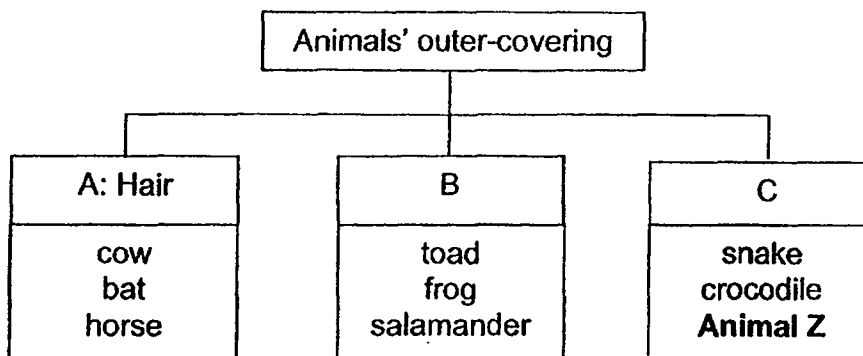 Animals' outer-covering
A: Hair
cow
bat
horse
B
toad
frog
salamander
C
snake
crocodile
Animal Z